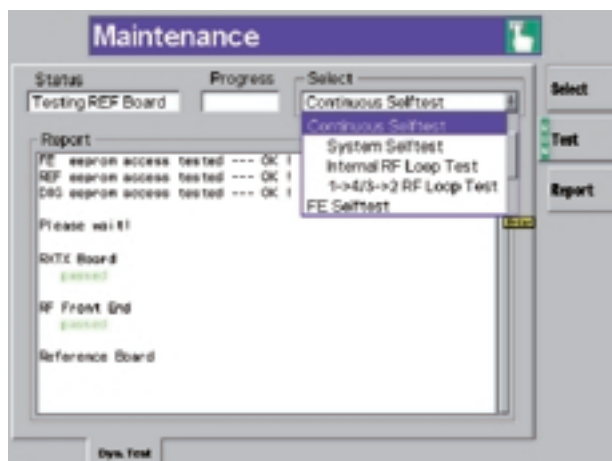 Maintenance
Status
Progress
Select
Testing REF Board
Continuous Selftest
Continuous Selftest
System Selftest
Internal RF Loop Test
1->4/3->2 RF Loop Test
FE Selftest
Report
FE eeprom access tested --- OK !
REF eeprom access tested --- OK !
DIG eeprom access tested --- OK !
Please wait!
RXTX Board
passed
RF Front End
passed
Reference Board
Select
Test
Report
Dyn. Test